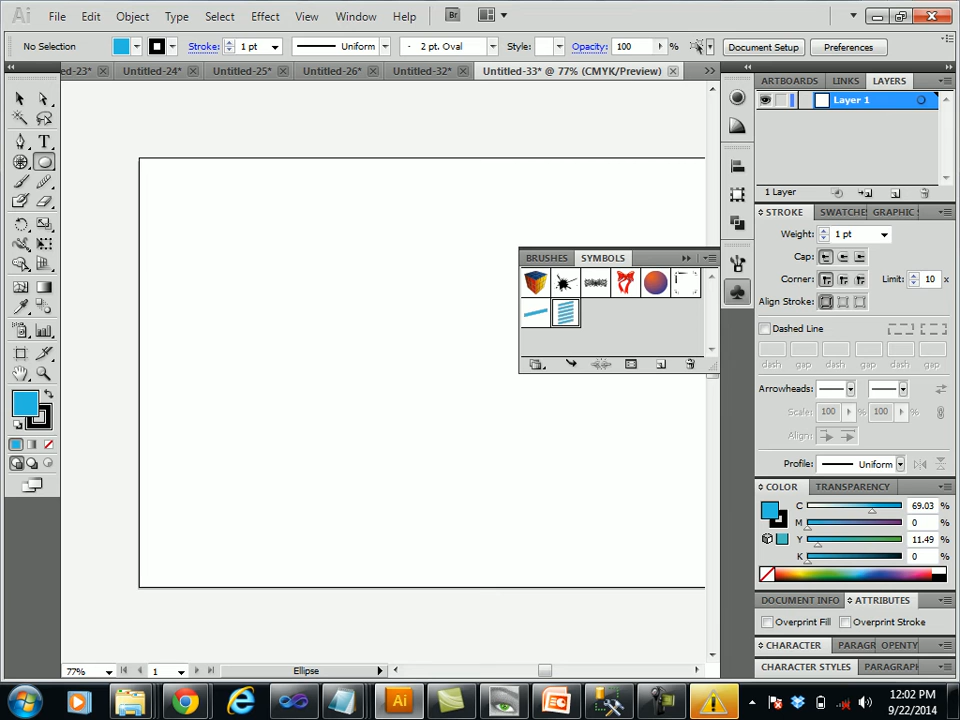 Ai File Edit Object Type Select Effect View Window Help Br
No Selection Stroke: 1 pt Uniform 2 pt. Oval Style: Opacity: 100 % Document Setup Preferences
ed-23* Untitled-24* Untitled-25* Untitled-26* Untitled-32* Untitled-33* @ 77% (CMYK/Preview)
ARTBOARDS LINKS LAYERS
Layer 1
1 Layer
STROKE SWATCHE GRAPHIC
Weight: 1 pt
Cap:
Corner: Limit: 10 x
Align Stroke:
Dashed Line
dash gap dash gap dash gap
Arrowheads:
Scale: 100 % 100 %
Align:
Profile: Uniform
BRUSHES SYMBOLS
COLOR TRANSPARENCY
C 69.03 %
M 0 %
Y 11.49 %
K 0 %
DOCUMENT INFO ATTRIBUTES
Overprint Fill Overprint Stroke
CHARACTER PARAGR OPENTY
CHARACTER STYLES PARAGRAPH
77% 1 Ellipse
Ai
12:02 PM
9/22/2014